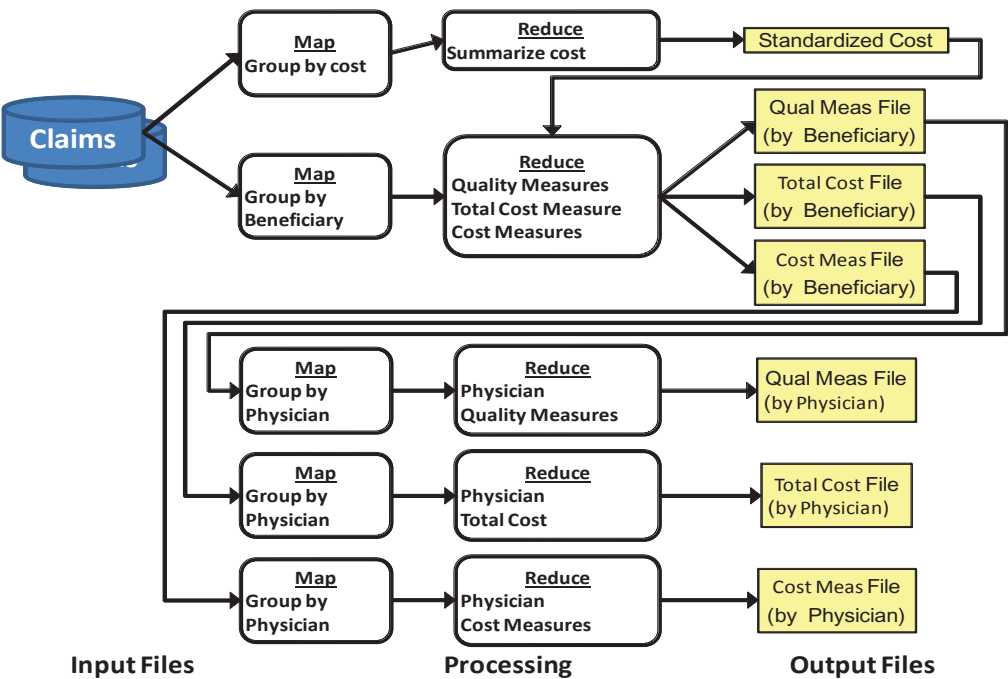 Map
Group by cost
Reduce
Summarize cost
Standardized Cost
Claims
Map
Group by
Beneficiary
Reduce
Quality Measures
Total Cost Measure
Cost Measures
Qual Meas File
(by Beneficiary)
Total Cost File
(by Beneficiary)
Cost Meas File
(by Beneficiary)
Map
Group by
Physician
Reduce
Physician
Quality Measures
Qual Meas File
(by Physician)
Map
Group by
Physician
Reduce
Physician
Total Cost
Total Cost File
(by Physician)
Map
Group by
Physician
Reduce
Physician
Cost Measures
Cost Meas File
(by Physician)
Input Files
Processing
Output Files